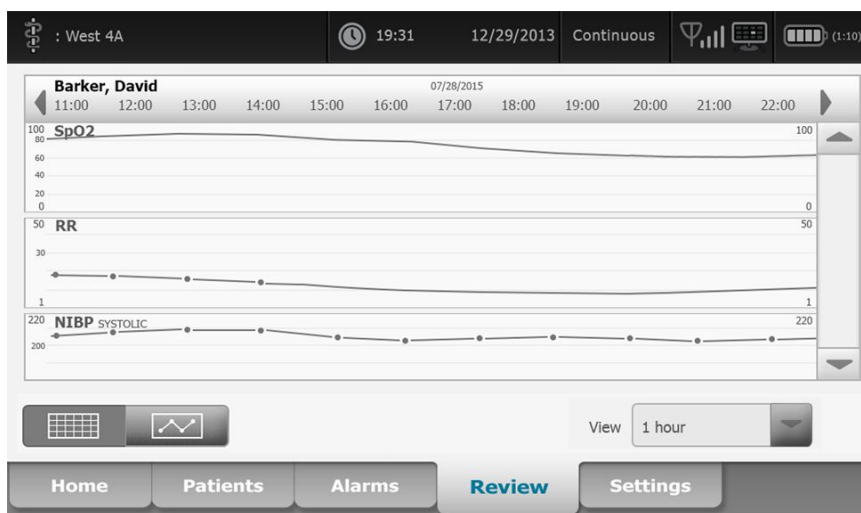 : West 4A 19:31 12/29/2013 Continuous (1:10)
Barker, David 07/28/2015
11:00 12:00 13:00 14:00 15:00 16:00 17:00 18:00 19:00 20:00 21:00 22:00
100 SpO2 100
80
60
40
20
0 0
50 RR 50
30
1 1
220 NIBP SYSTOLIC 220
200
View 1 hour
Home Patients Alarms Review Settings